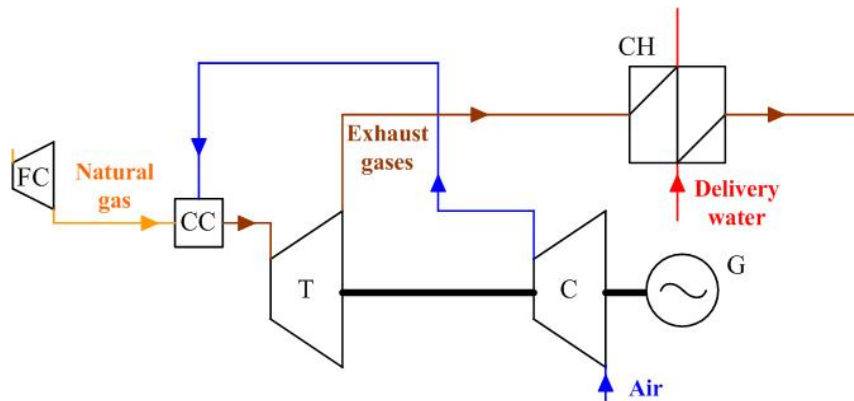 CH
Exhaust
gases
FC
Natural
gas
CC
Delivery
water
T
C
G
Air